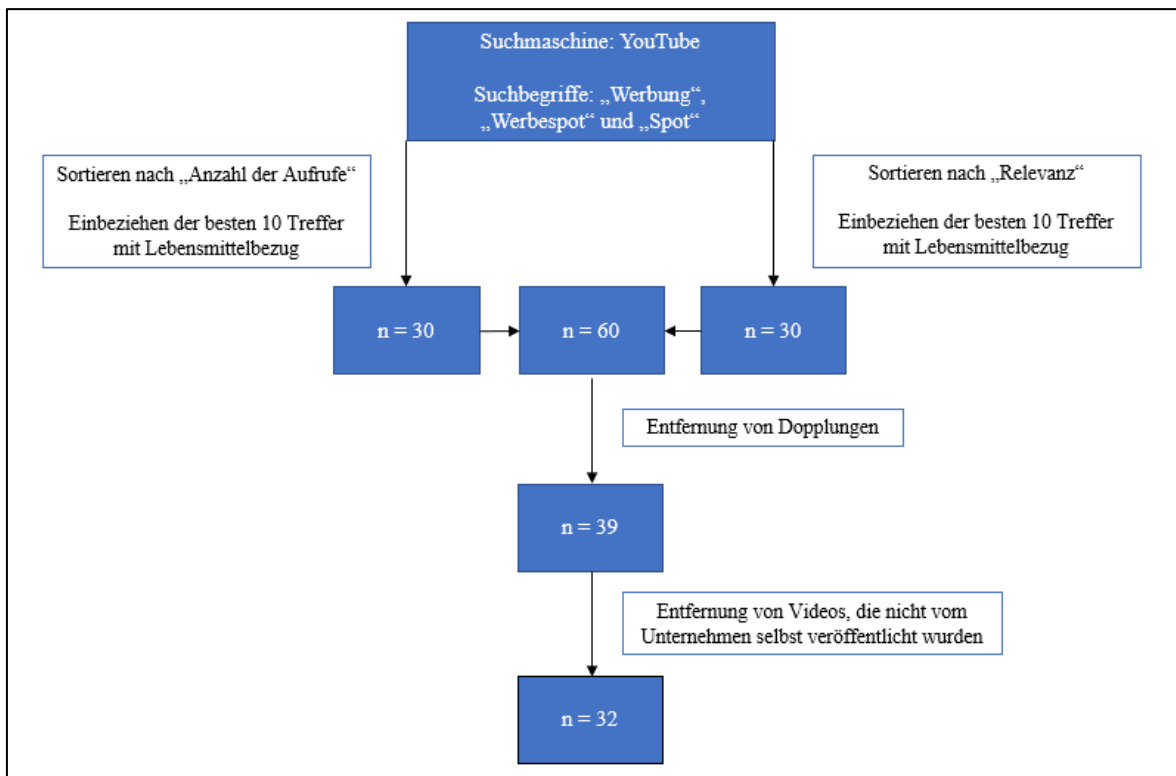 Suchmaschine: YouTube
Suchbegriffe: „Werbung“,
„Werbespot“ und „Spot“
Sortieren nach „Anzahl der Aufrufe“
Einbeziehen der besten 10 Treffer
mit Lebensmittelbezug
Sortieren nach „Relevanz“
Einbeziehen der besten 10 Treffer
mit Lebensmittelbezug
n = 30
n = 60
n = 30
Entfernung von Dopplungen
n = 39
Entfernung von Videos, die nicht vom
Unternehmen selbst veröffentlicht wurden
n = 32